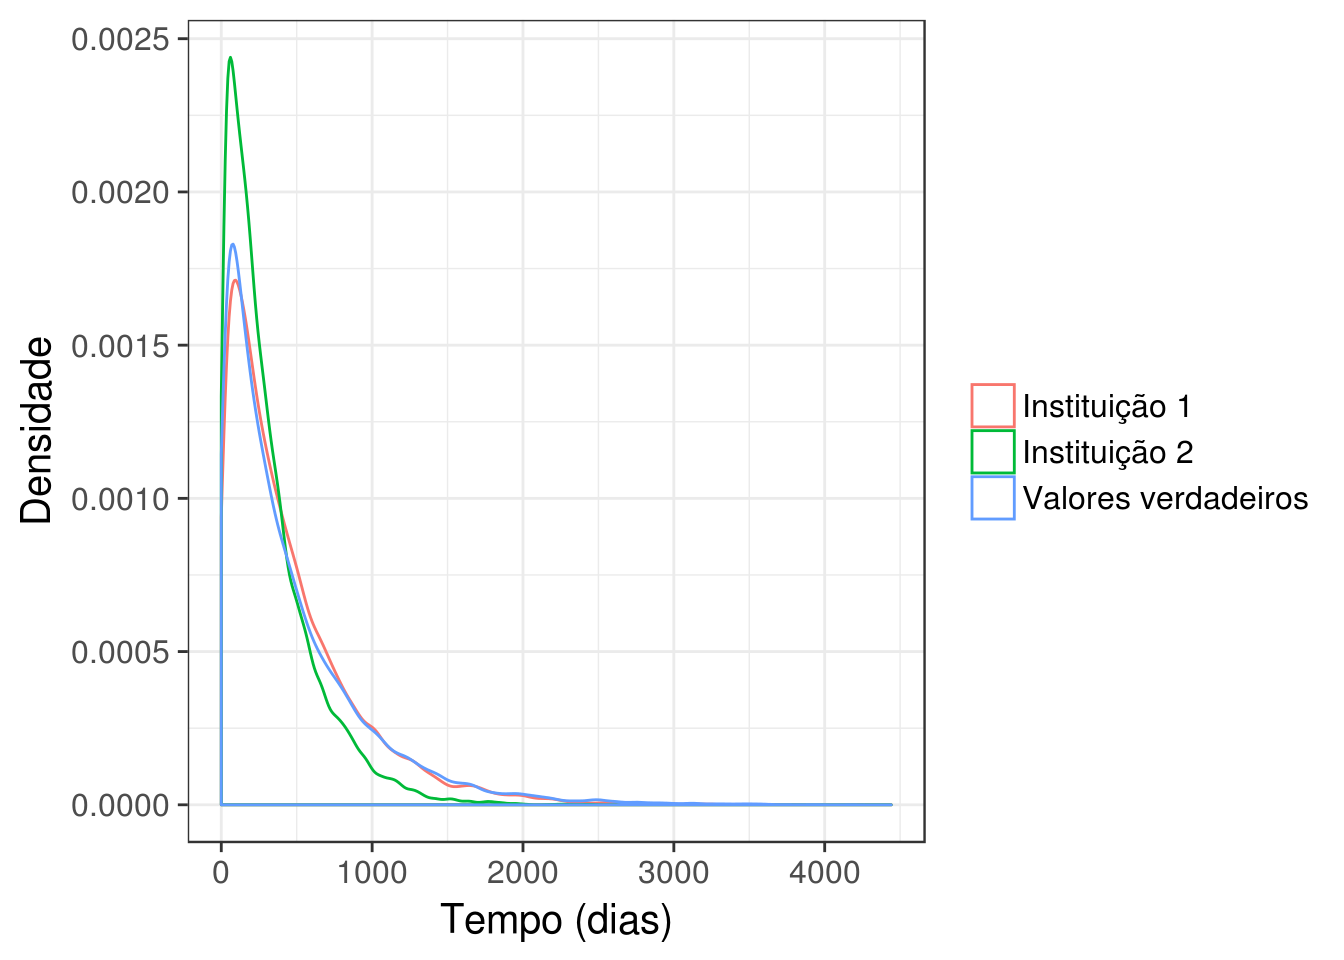 0.0025
0.0020
0.0015
0.0010
0.0005
0.0000
Densidade
0 1000 2000 3000 4000
Tempo (dias)
Instituição 1
Instituição 2
Valores verdadeiros